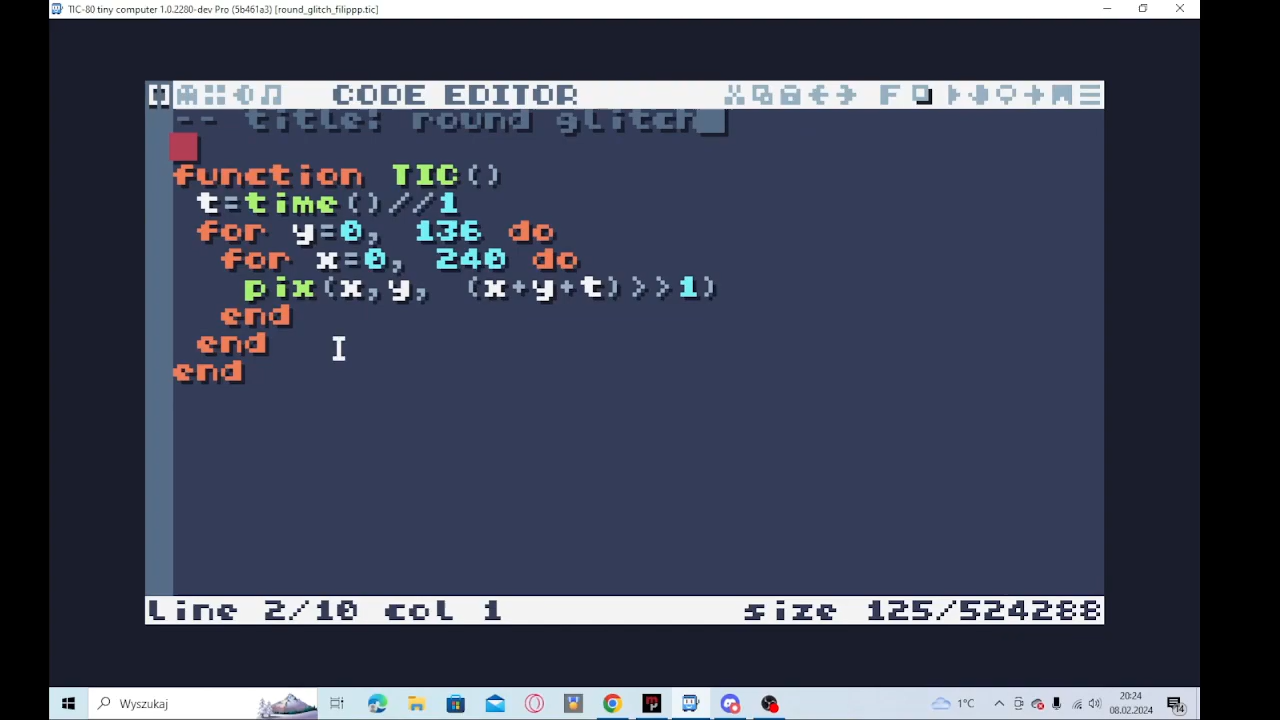 TIC-80 tiny computer 1.0.2280-dev Pro (5b461a3) [round_glitch_filippp.tic]
CODE EDITOR
F
-- title: round glitch
function TIC()
t=time()//1
for y=0, 136 do
for x=0, 240 do
pix(x,y, (x+y+t)>>1)
end
end
end
line 2/10 col 1
size 125/524288
Wyszukaj
1°C
20:24
08.02.2024
14